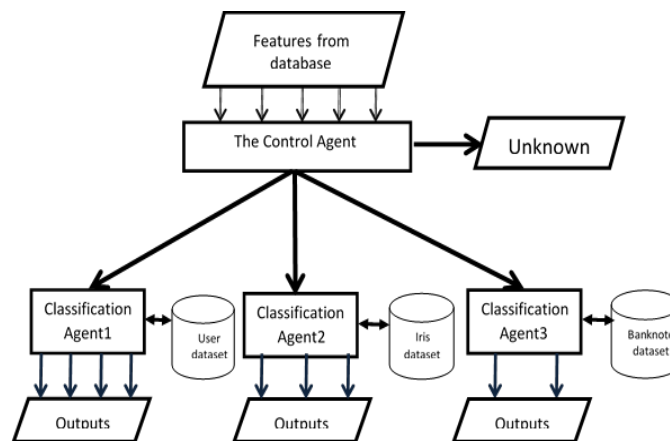 Features from
database
The Control Agent
Unknown
Classification
Agent1
User
dataset
Classification
Agent2
Iris
dataset
Classification
Agent3
Banknote
dataset
Outputs
Outputs
Outputs